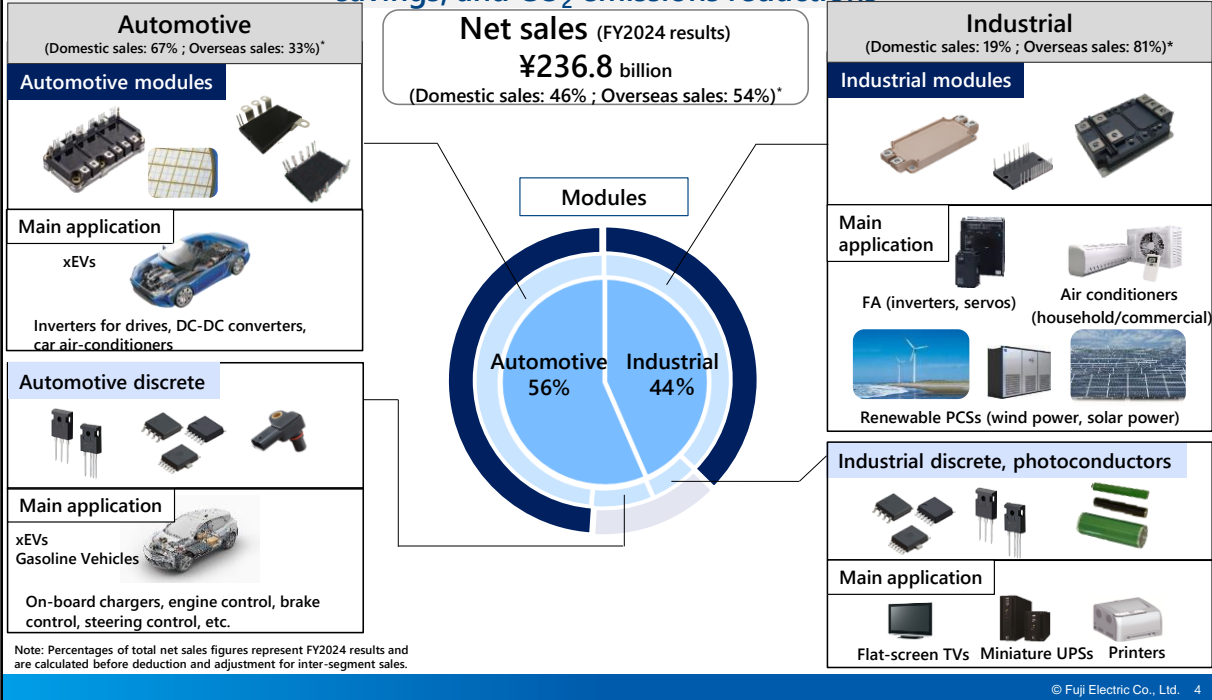 savings, and CO2 emissions reductions
Automotive
(Domestic sales: 67% ; Overseas sales: 33%)*
Automotive modules
Main application
xEVs
Inverters for drives, DC-DC converters,
car air-conditioners
Automotive discrete
Main application
xEVs
Gasoline Vehicles
On-board chargers, engine control, brake
control, steering control, etc.
Note: Percentages of total net sales figures represent FY2024 results and
are calculated before deduction and adjustment for inter-segment sales.
Net sales (FY2024 results)
¥236.8 billion
(Domestic sales: 46% ; Overseas sales: 54%)*
Modules
Automotive
56%
Industrial
44%
Industrial
(Domestic sales: 19% ; Overseas sales: 81%)*
Industrial modules
Main
application
FA (inverters, servos)
Air conditioners
(household/commercial)
Renewable PCSs (wind power, solar power)
Industrial discrete, photoconductors
Main application
Flat-screen TVs
Miniature UPSs
Printers
© Fuji Electric Co., Ltd. 4